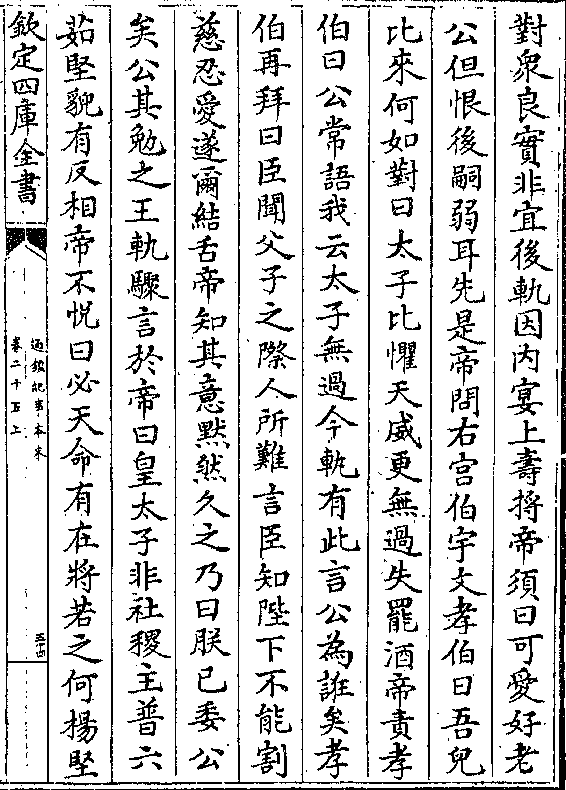 對衆良實非宜後軌因内宴上壽捋帝須曰可愛好老
公但恨後嗣弱耳先是帝問右宫伯宇文孝伯曰吾兒
比來何如對曰太子比懼天威更無過失罷酒帝責孝
伯曰公常語我云太子無過今軌有此言公為誑矣孝
伯再拜曰臣聞父子之際人所難言臣知陛下不能割
慈忍愛遂爾結舌帝知其意黙然久之乃曰朕已委公
矣公其勉之王軌驟言於帝曰皇太子非社稷主普六
茹堅貌有反相帝不悦曰必天命有在將若之何楊堅
欽定四庫全書
通鑑紀事本末
卷二十五上
五十四